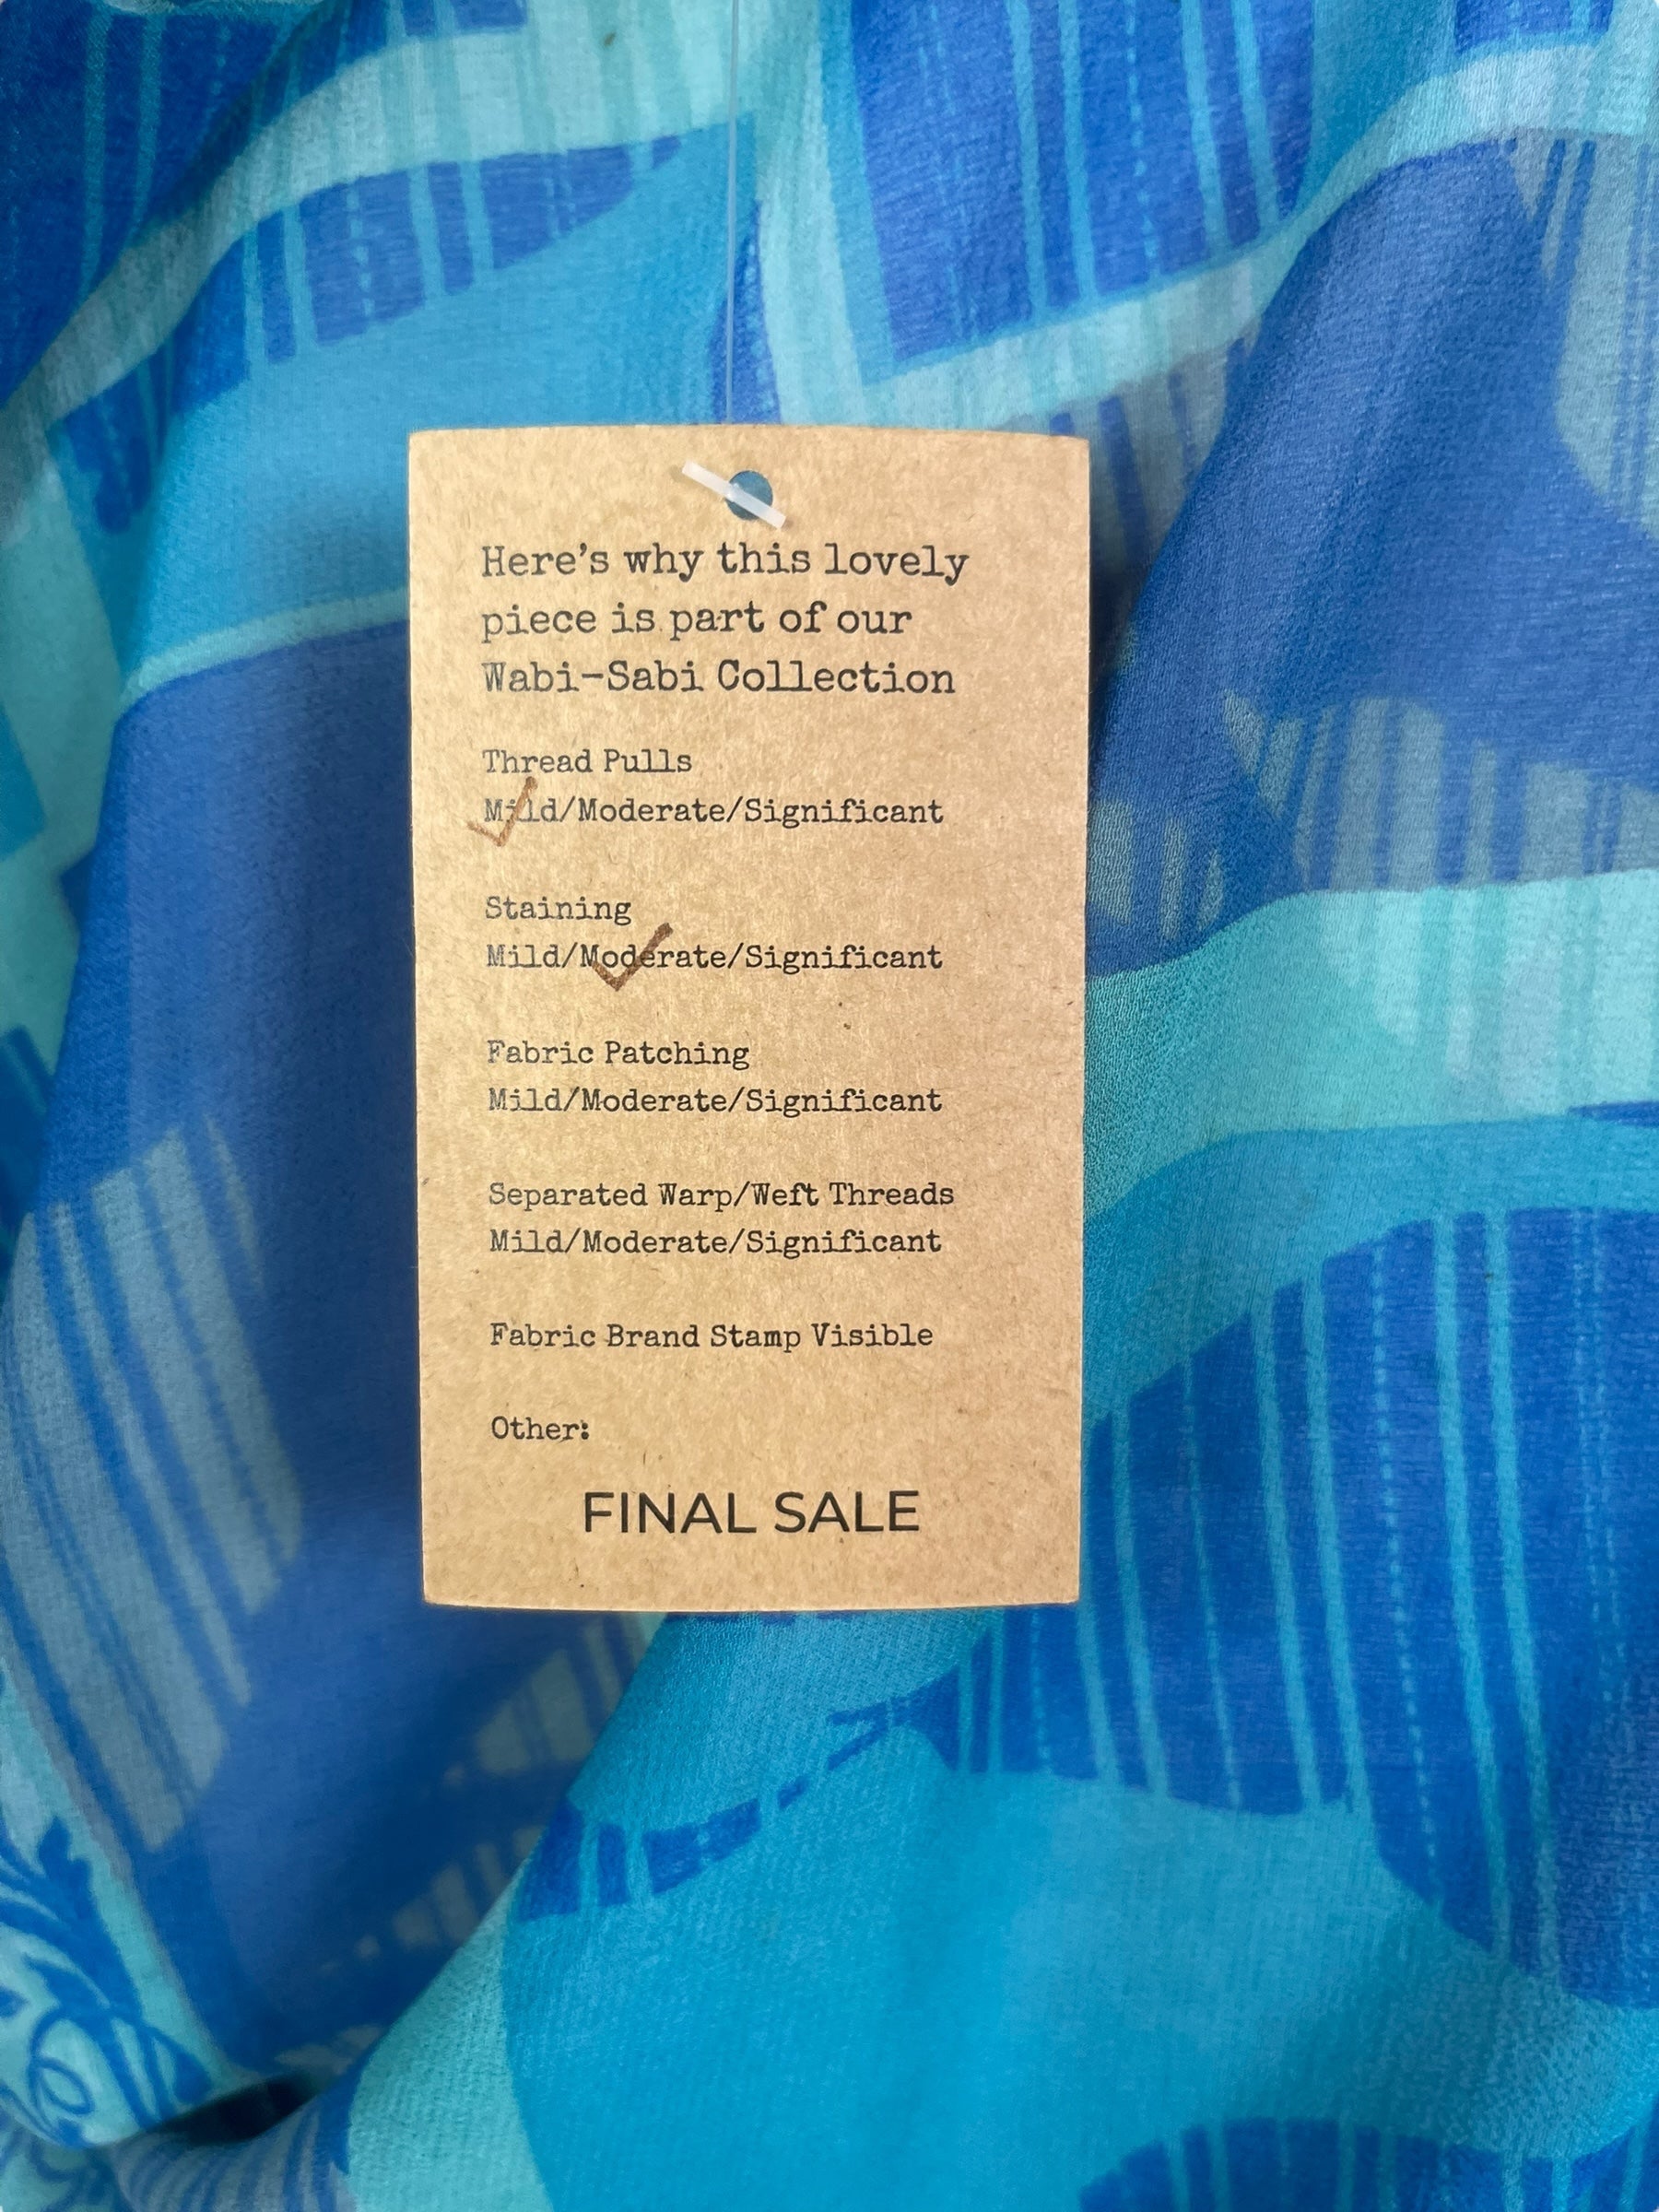 Here's why this lovely
piece is part of our
Wabi-Sabi Collection
Thread Pulls
Mild/Moderate/Significant
Staining
Mild/Moderate/Significant
Fabric Patching
Mild/Moderate/Significant
Separated Warp/Weft Threads
Mild/Moderate/Significant
Fabric Brand Stamp Visible
Other:
FINAL SALE